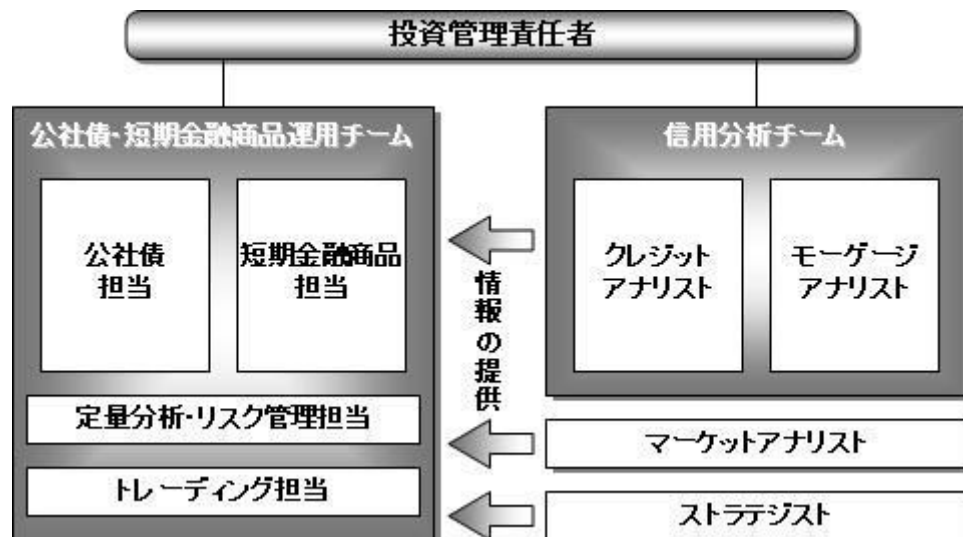 投資管理責任者
公社債・短期金融商品運用チーム
信用分析チーム
公社債
担当
短期金融商品
担当
情報の提供
クレジット
アナリスト
モーゲージ
アナリスト
定量分析・リスク管理担当
マーケットアナリスト
トレーディング担当
ストラテジスト